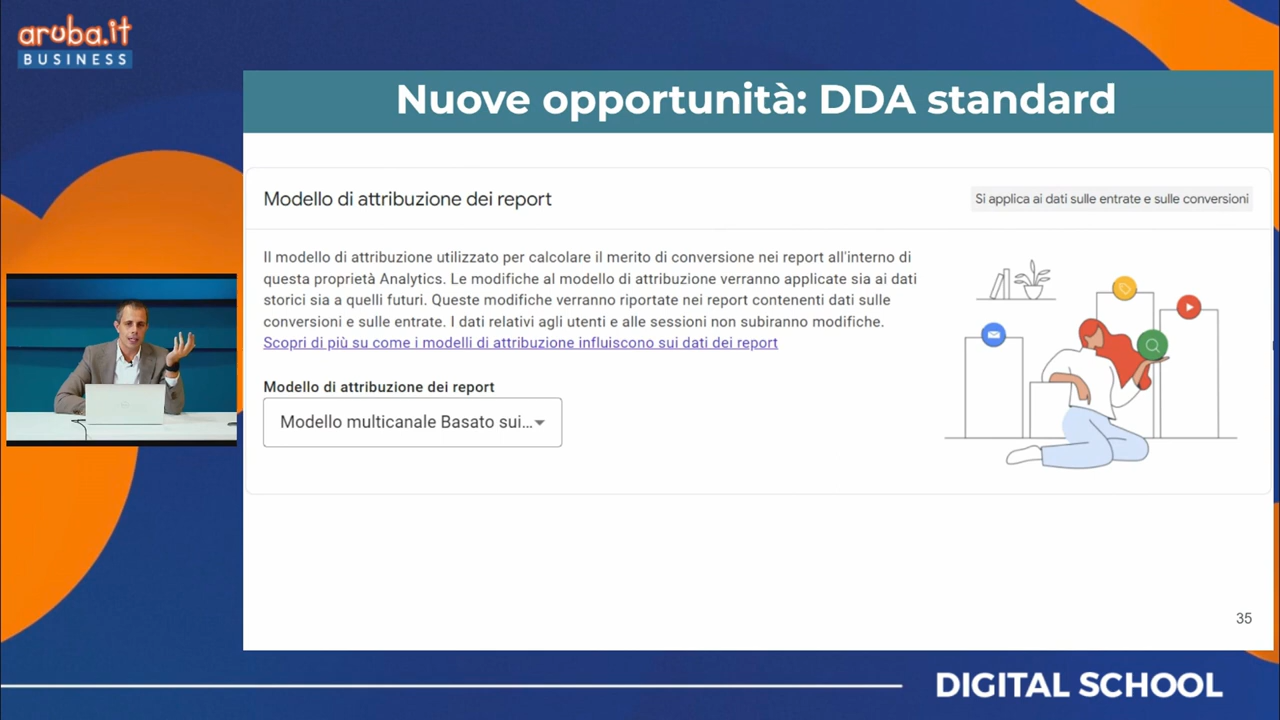 aruba.it
BUSINESS
Nuove opportunità: DDA standard
Modello di attribuzione dei report
Si applica ai dati sulle entrate e sulle conversioni
Il modello di attribuzione utilizzato per calcolare il merito di conversione nei report all'interno di
questa proprietà Analytics. Le modifiche al modello di attribuzione verranno applicate sia ai dati
storici sia a quelli futuri. Queste modifiche verranno riportate nei report contenenti dati sulle
conversioni e sulle entrate. I dati relativi agli utenti e alle sessioni non subiranno modifiche.
Scopri di più su come i modelli di attribuzione influiscono sui dati dei report
Modello di attribuzione dei report
Modello multicanale Basato sui...
35
DIGITAL SCHOOL